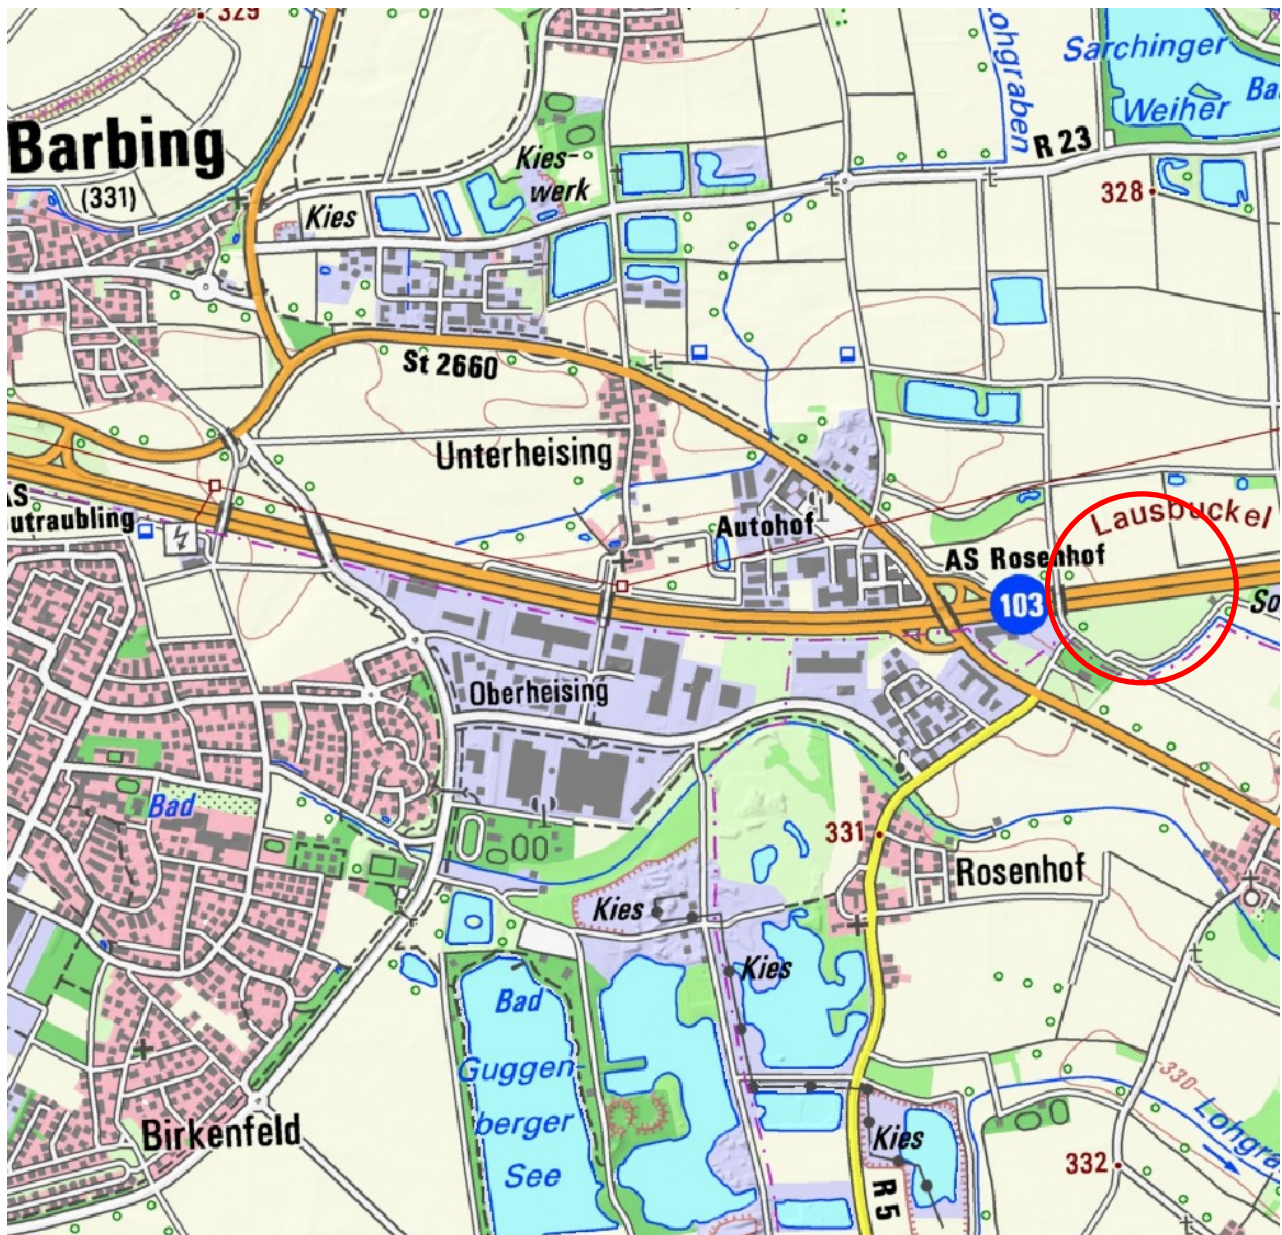 329
Lohgraben
Sarchinger
Weiher
Ba
Barbing
(331)
Kies-
werk
R 23
328
Kies
St 2660
Unterheising
AS
utraubling
Autohof
Lausbuckel
AS Rosenhof
103
So
Oberheising
Bad
331
Rosenhof
Kies
Kies
Bad
Guggen-
berger
See
330
Lohgra
Birkenfeld
Kies
332
R 5